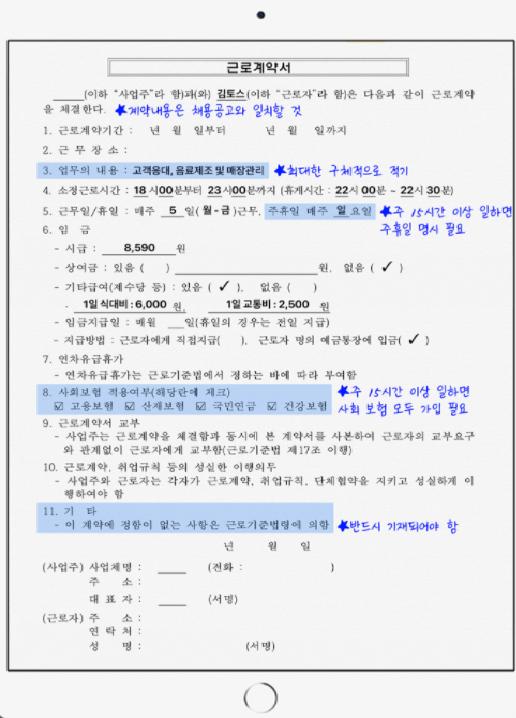 근로계약서
_____(이하 "사업주"라 함)과(와) 김토스(이하 "근로자"라 함)은 다음과 같이 근로계약
을 체결한다. ★계약내용은 채용공고와 일치할 것
1. 근로계약기간 : 년 월 일부터 년 월 일까지
2. 근 무 장 소 :
3. 업무의 내용 : 고객응대, 음료제조 및 매장관리 ★최대한 구체적으로 적기
4. 소정근로시간 : 18시00분부터 23시00분까지 (휴게시간 : 22시 00분 ~ 22시 30분)
5. 근무일/휴일 : 매주 5 일(월-금)근무, 주휴일 매주 일요일 ★주 15시간 이상 일하면
주휴일 명시 필요
6. 임 금
- 시급 : 8,590 원
- 상여금 : 있음 ( ) _____원, 없음 ( ✓ )
- 기타급여(제수당 등) : 있음 ( ✓ ), 없음 ( )
- 1일 식대비 : 6,000 원, 1일 교통비 : 2,500 원
- 임금지급일 : 매월 ___일(휴일의 경우는 전일 지급)
- 지급방법 : 근로자에게 직접지급( ), 근로자 명의 예금통장에 입금( ✓ )
7. 연차유급휴가
- 연차유급휴가는 근로기준법에서 정하는 바에 따라 부여함
8. 사회보험 적용여부(해당란에 체크) ★주 15시간 이상 일하면
☑ 고용보험 ☑ 산재보험 ☑ 국민연금 ☑ 건강보험 사회 보험 모두 가입 필요
9. 근로계약서 교부
- 사업주는 근로계약을 체결함과 동시에 본 계약서를 사본하여 근로자의 교부요구
와 관계없이 근로자에게 교부함(근로기준법 제17조 이행)
10. 근로계약, 취업규칙 등의 성실한 이행의무
- 사업주와 근로자는 각자가 근로계약, 취업규칙, 단체협약을 지키고 성실하게 이
행하여야 함
11. 기 타
- 이 계약에 정함이 없는 사항은 근로기준법령에 의함 ★반드시 기재되어야 함
년 월 일
(사업주) 사업체명 : _____ (전화 : )
주 소 :
대 표 자 : _____ (서명)
(근로자) 주 소 :
연 락 처 :
성 명 : (서명)